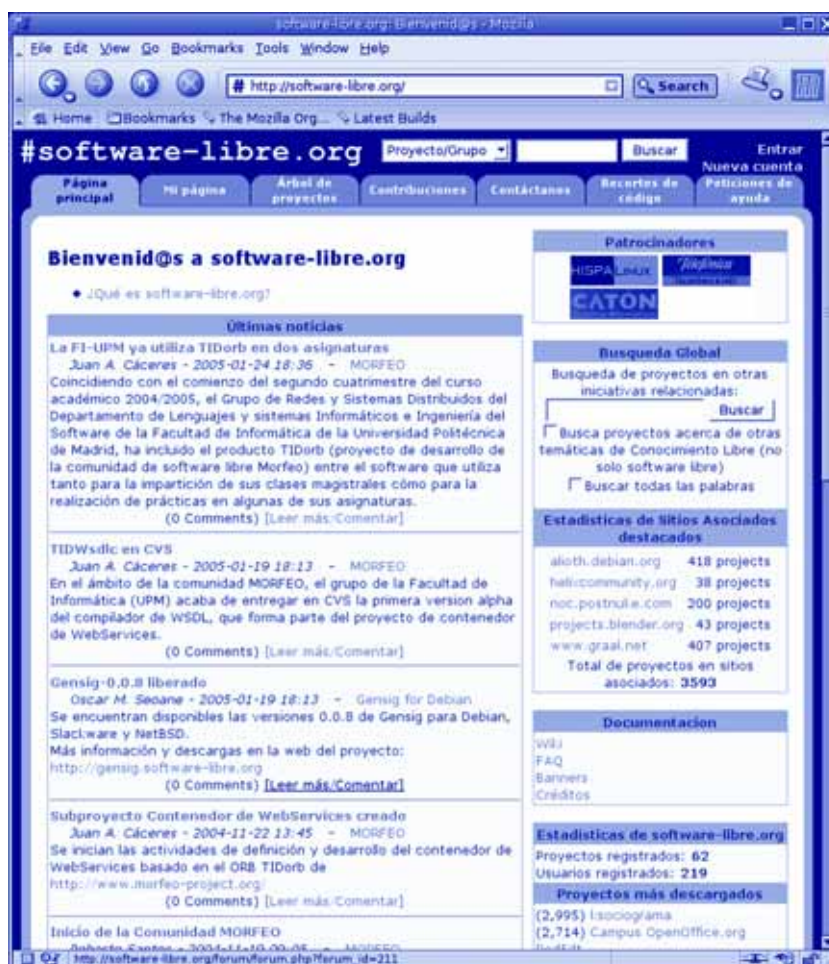 software-libre.org: Bienvenid@s - Mozilla
File Edit View Go Bookmarks Tools Window Help
http://software-libre.org/ Search
Home Bookmarks The Mozilla Org... Latest Builds
#software-libre.org Proyecto/Grupo Buscar Entrar
Nueva cuenta
Página principal
Mi página
Árbol de proyectos
Contribuciones
Contáctanos
Recortes de código
Peticiones de ayuda
Bienvenid@s a software-libre.org
¿Qué es software-libre.org?
Últimas noticias
La FI-UPM ya utiliza TIDorb en dos asignaturas
Juan A. Cáceres - 2005-01-24 18:36 - MORFEO
Coincidiendo con el comienzo del segundo cuatrimestre del curso
académico 2004/2005, el Grupo de Redes y Sistemas Distribuidos del
Departamento de Lenguajes y sistemas Informáticos e Ingeniería del
Software de la Facultad de Informática de la Universidad Politécnica
de Madrid, ha incluido el producto TIDorb (proyecto de desarrollo de
la comunidad de software libre Morfeo) entre el software que utiliza
tanto para la impartición de sus clases magistrales cómo para la
realización de prácticas en algunas de sus asignaturas.
(0 Comments) [Leer más/Comentar]
TIDWsdlc en CVS
Juan A. Cáceres - 2005-01-19 18:13 - MORFEO
En el ámbito de la comunidad MORFEO, el grupo de la Facultad de
Informática (UPM) acaba de entregar en CVS la primera version alpha
del compilador de WSDL, que forma parte del proyecto de contenedor
de WebServices.
(0 Comments) [Leer más/Comentar]
Gensig-0.0.8 liberado
Oscar M. Seoane - 2005-01-19 18:13 - Gensig for Debian
Se encuentran disponibles las versiones 0.0.8 de Gensig para Debian,
Slackware y NetBSD.
Más información y descargas en la web del proyecto:
http://gensig.software-libre.org
(0 Comments) [Leer más/Comentar]
Subproyecto Contenedor de WebServices creado
Juan A. Cáceres - 2004-11-22 13:45 - MORFEO
Se inician las actividades de definición y desarrollo del contenedor de
WebServices basado en el ORB TIDorb de
http://www.morfeo-project.org/
(0 Comments) [Leer más/Comentar]
Inicio de la Comunidad MORFEO
Roberto Santos - 2004-11-19 09:05 - MORFEO
Patrocinadores
HISPALINUX Telefónica
CATÓN
Busqueda Global
Busqueda de proyectos en otras
iniciativas relacionadas:
Buscar
Busca proyectos acerca de otras
temáticas de Conocimiento Libre (no
solo software libre)
Buscar todas las palabras
Estadisticas de Sitios Asociados
destacados
alioth.debian.org 418 projects
helixcommunity.org 38 projects
200 projects
projects.blender.org 43 projects
www.graal.net 407 projects
Total de proyectos en sitios
asociados: 3593
Documentacion
Wiki
FAQ
Banners
Créditos
Estadisticas de software-libre.org
Proyectos registrados: 62
Usuarios registrados: 219
Proyectos más descargados
(2,995) lsociograma
(2,714) Campus OpenOffice.org
http://software-libre.org/forum/forum.php?forum_id=211